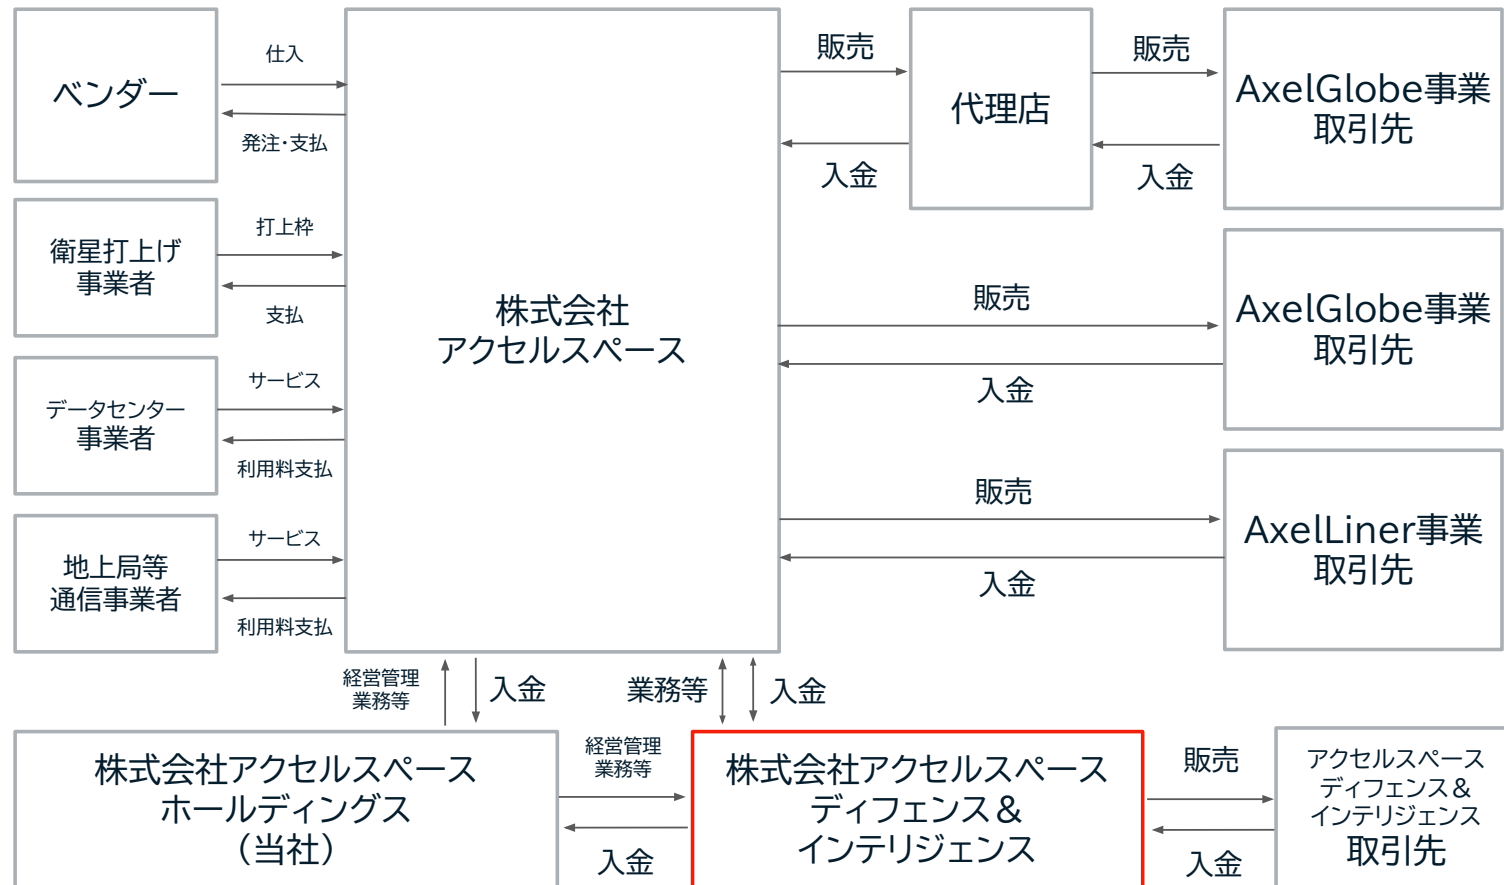 ベンダー
仕入
発注・支払
衛星打上げ
事業者
打上枠
支払
データセンター
事業者
サービス
利用料支払
地上局等
通信事業者
サービス
利用料支払
株式会社
アクセルスペース
販売
入金
代理店
販売
入金
AxelGlobe事業
取引先
販売
入金
AxelGlobe事業
取引先
販売
入金
AxelLiner事業
取引先
経営管理
業務等
入金
業務等
入金
株式会社アクセルスペース
ホールディングス
（当社）
経営管理
業務等
入金
株式会社アクセルスペース
ディフェンス＆
インテリジェンス
販売
入金
アクセルスペース
ディフェンス＆
インテリジェンス
取引先